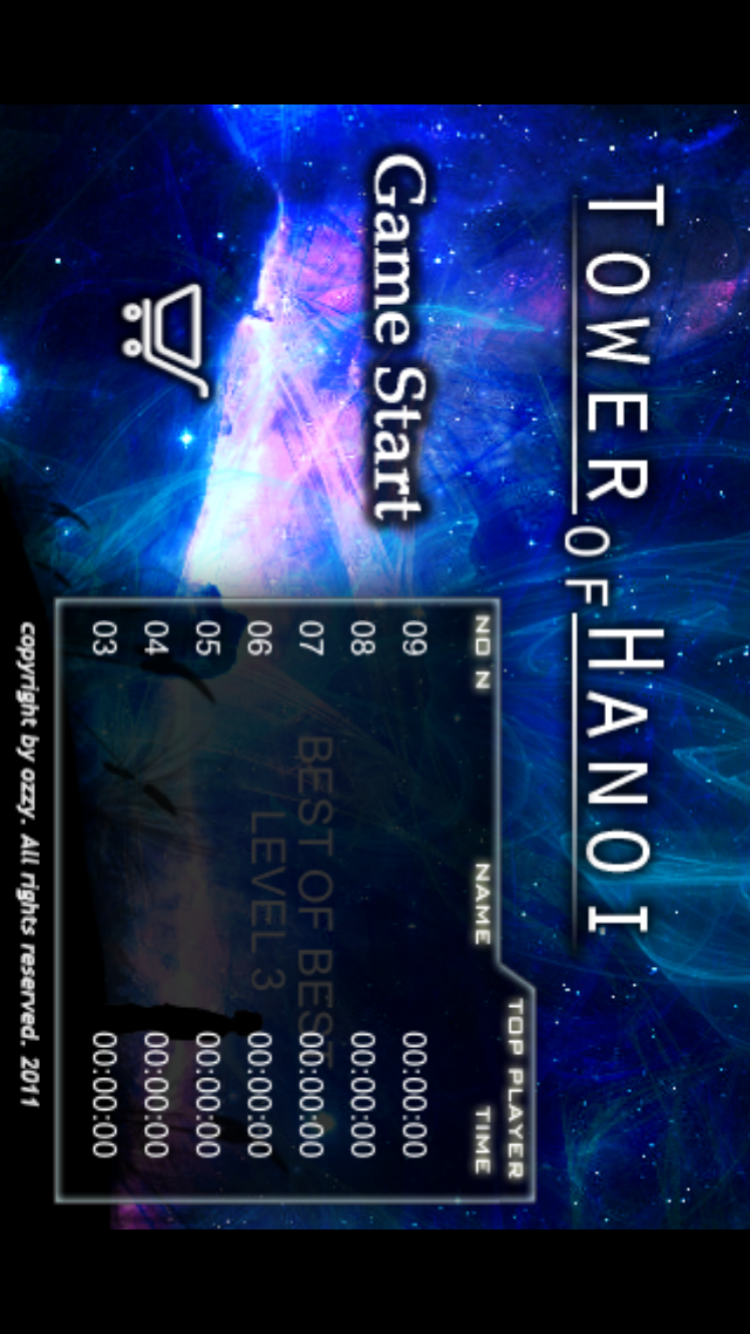 TOWER OF HANOI
Game Start
TOP PLAYER
NO N NAME TIME
09 00:00:00
08 00:00:00
07 00:00:00
06 00:00:00
05 00:00:00
04 00:00:00
03 00:00:00
BEST OF BEST
LEVEL 3
copyright by ozzy. All rights reserved. 2011